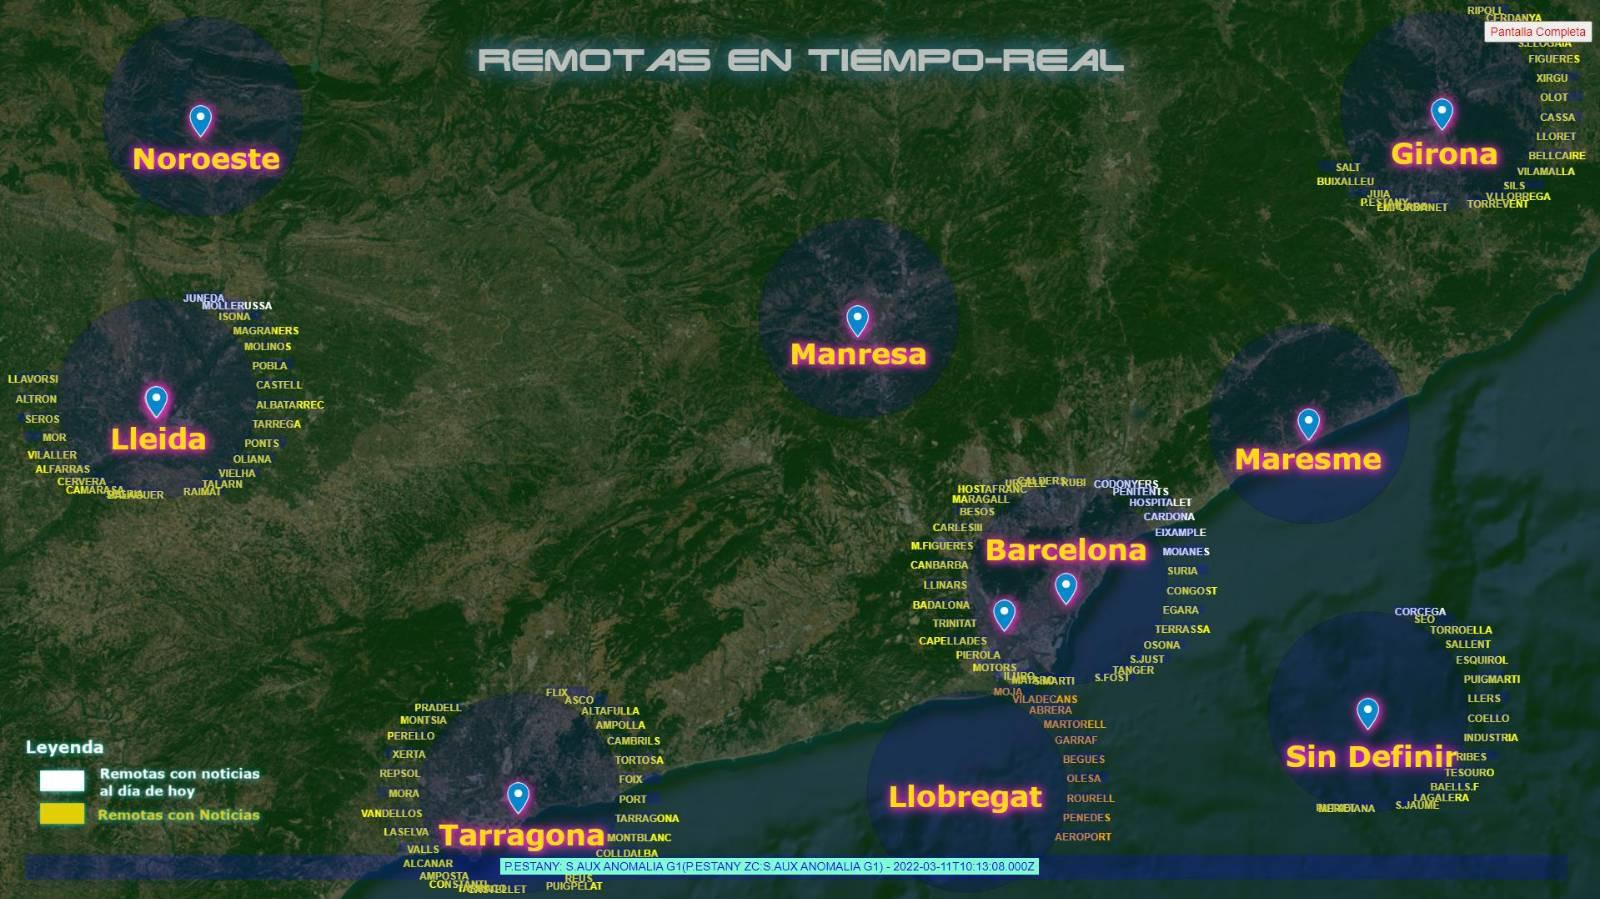 REMOTAS EN TIEMPO-REAL
Pantalla Completa
Noroeste
Girona
RIPOLL
CERDANYA
S.LLOGAIA
FIGUERES
XIRGU
OLOT
CASSA
LLORET
BELLCAIRE
VILAMALLA
SILS
V.LLOBREGA
TORREVENT
SALT
BUIXALLEU
JUIA
P.ESTANY
Manresa
Maresme
Lleida
JUNEDA
MOLLERUSSA
ISONA
MAGRANERS
MOLINOS
POBLA
CASTELL
ALBATARREC
TARREGA
PONTS
OLIANA
VIELHA
TALARN
RAIMAT
LLAVORSI
ALTRON
SEROS
MOR
VILALLER
ALFARRAS
CERVERA
CAMARASA
Barcelona
CALDERS
RUBI
CODONYERS
PENITENTS
HOSPITALET
CARDONA
EIXAMPLE
MOIANES
SURIA
CONGOST
EGARA
TERRASSA
OSONA
S.JUST
TANGER
S.FOST
S.MARTI
HOSTAFRANC
MARAGALL
BESOS
CARLESIII
M.FIGUERES
CANBARBA
LLINARS
BADALONA
TRINITAT
CAPELLADES
PIEROLA
MOTORS
Llobregat
MOJA
VILADECANS
ABRERA
MARTORELL
GARRAF
BEGUES
OLESA
ROURELL
PENEDES
AEROPORT
Sin Definir
CORCEGA
SEO
TORROELLA
SALLENT
ESQUIROL
PUIGMARTI
LLERS
COELLO
INDUSTRIA
RIBES
TESOURO
BAELLS.F
LAGALERA
S.JAUME
MERIDIANA
Tarragona
FLIX
ASCO
ALTAFULLA
AMPOLLA
CAMBRILS
TORTOSA
FOIX
PORT
TARRAGONA
MONTBLANC
COLLDALBA
REUS
PUIGPELAT
PRADELL
MONTSIA
PERELLO
XERTA
REPSOL
MORA
VANDELLOS
LASELVA
VALLS
ALCANAR
AMPOSTA
CONSTANTI
CASTELLET
Leyenda
Remotas con noticias
al día de hoy
Remotas con Noticias
P.ESTANY: S.AUX ANOMALIA G1(P.ESTANY ZC:S.AUX ANOMALIA G1) - 2022-03-11T10:13:08.000Z